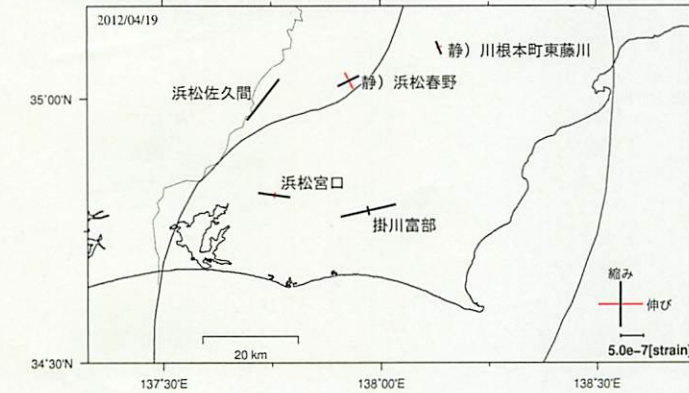 2012/04/19
静）川根本町東藤川
浜松佐久間
静）浜松春野
35°00'N
浜松宮口
掛川富部
縮み
伸び
20 km
5.0e-7[strain]
34°30'N
137°30'E
138°00'E
138°30'E